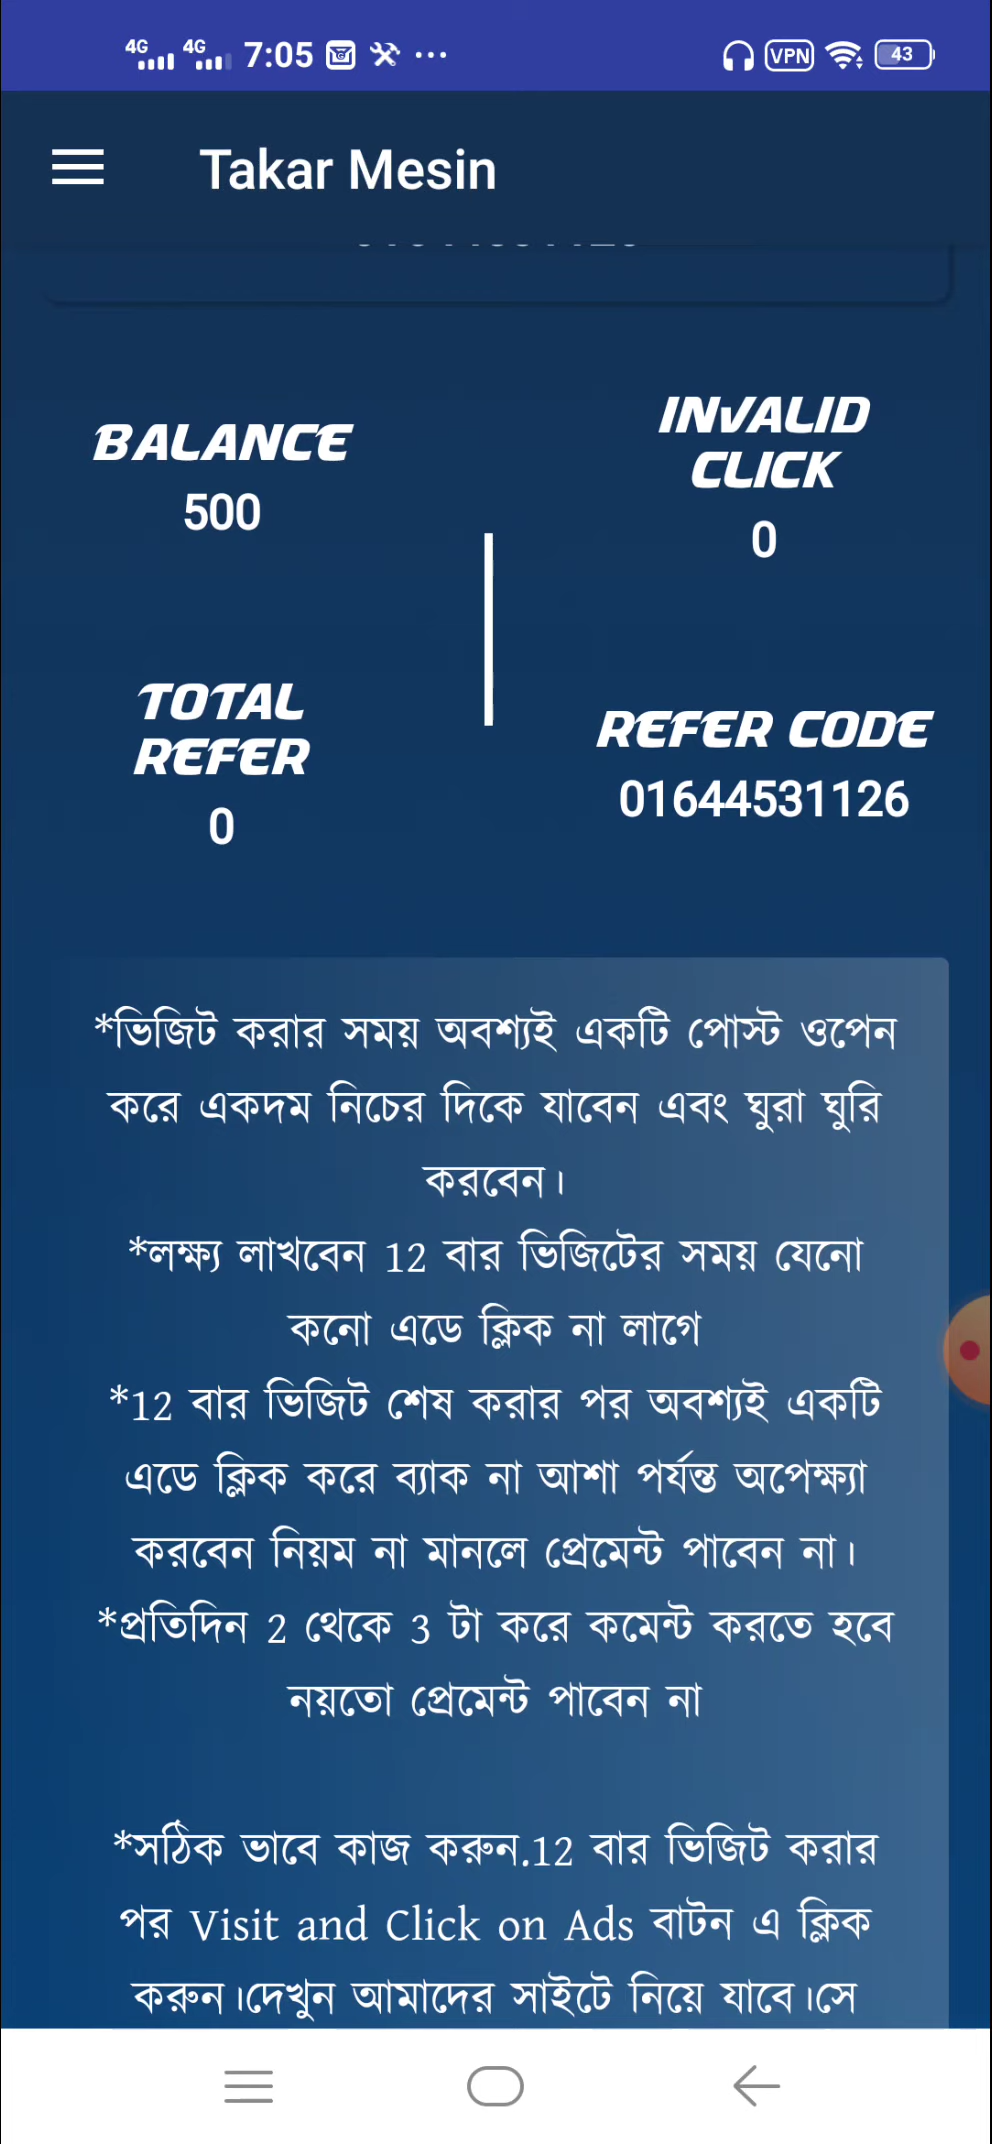 4G 4G 7:05 VPN 43
Takar Mesin
BALANCE
500
INVALID
CLICK
0
TOTAL
REFER
0
REFER CODE
01644531126
*ভিজিট করার সময় অবশ্যই একটি পোস্ট ওপেন
করে একদম নিচের দিকে যাবেন এবং ঘুরা ঘুরি
করবেন।
*লক্ষ্য লাখবেন 12 বার ভিজিটের সময় যেনো
কনো এডে ক্লিক না লাগে
*12 বার ভিজিট শেষ করার পর অবশ্যই একটি
এডে ক্লিক করে ব্যাক না আশা পর্যন্ত অপেক্ষ্যা
করবেন নিয়ম না মানলে প্রেমেন্ট পাবেন না।
*প্রতিদিন 2 থেকে 3 টা করে কমেন্ট করতে হবে
নয়তো প্রেমেন্ট পাবেন না
*সঠিক ভাবে কাজ করুন.12 বার ভিজিট করার
পর Visit and Click on Ads বাটন এ ক্লিক
করুন।দেখুন আমাদের সাইটে নিয়ে যাবে।সে